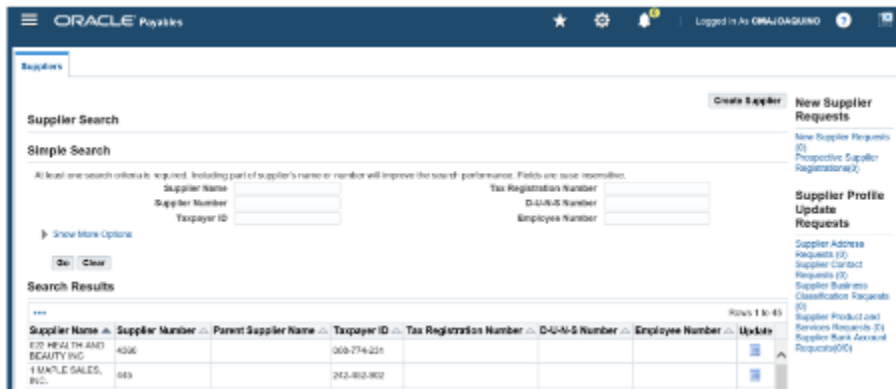 ORACLE Payables
Logged In As OMAJOAQUINO
Suppliers
Create Supplier
Supplier Search
Simple Search
At least one search criteria is required. Including part of supplier's name or number will improve the search performance. Fields are case insensitive.
Supplier Name
Tax Registration Number
Supplier Number
D-U-N-S Number
Taxpayer ID
Employee Number
Show More Options
Go Clear
Search Results
Rows 1 to 45
Supplier Name Supplier Number Parent Supplier Name Taxpayer ID Tax Registration Number D-U-N-S Number Employee Number Update
HEALTH AND
BEAUTY INC
1 MAPLE SALES,
INC.
New Supplier
Requests
New Supplier Requests
(0)
Prospective Supplier
Registrations(0)
Supplier Profile
Update
Requests
Supplier Address
Requests (0)
Supplier Contact
Requests (0)
Supplier Business
Classification Requests
(0)
Supplier Product and
Services Requests (0)
Supplier Bank Account
Requests(0/0)